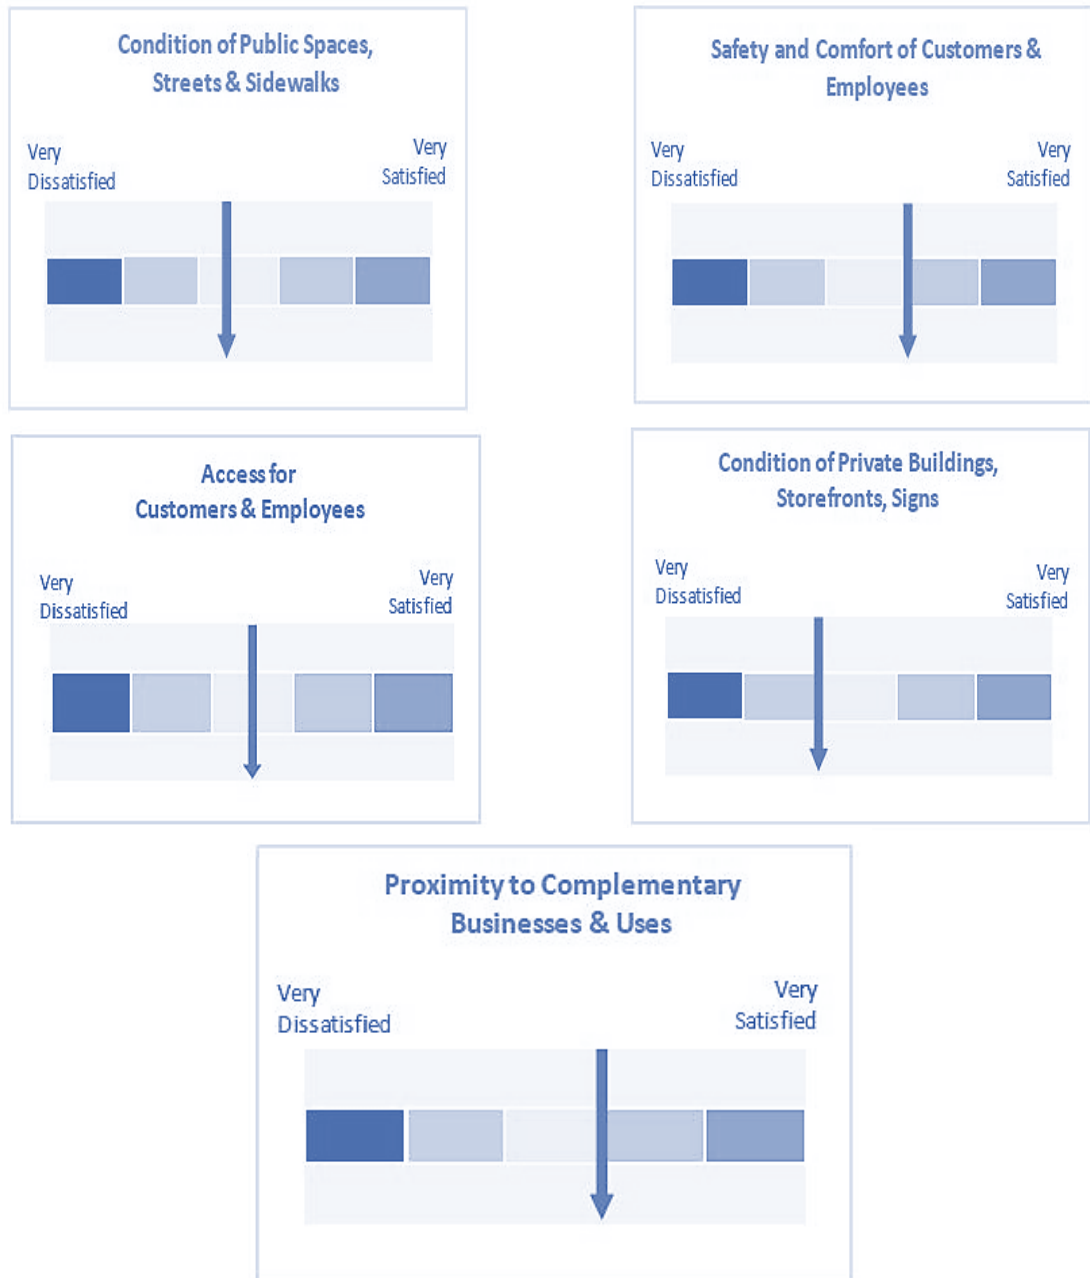 Condition of Public Spaces,
Streets & Sidewalks
Very
Dissatisfied
Very
Satisfied
Safety and Comfort of Customers &
Employees
Very
Dissatisfied
Very
Satisfied
Access for
Customers & Employees
Very
Dissatisfied
Very
Satisfied
Condition of Private Buildings,
Storefronts, Signs
Very
Dissatisfied
Very
Satisfied
Proximity to Complementary
Businesses & Uses
Very
Dissatisfied
Very
Satisfied